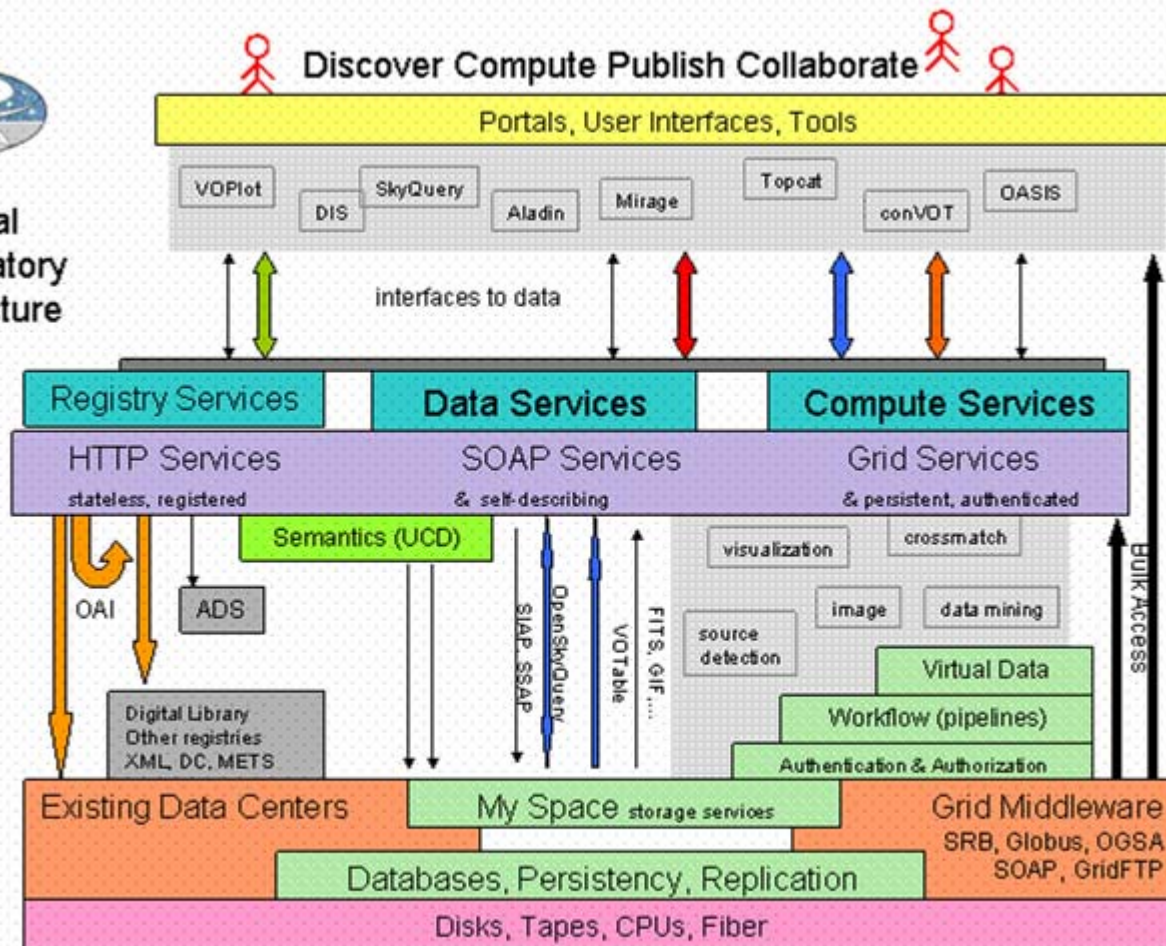 Discover Compute Publish Collaborate
Portals, User Interfaces, Tools
VOPlot
DIS
SkyQuery
Aladin
Mirage
Topcat
conVOT
OASIS
al
atory
ture
interfaces to data
Registry Services
Data Services
Compute Services
HTTP Services
SOAP Services
Grid Services
stateless, registered
& self-describing
& persistent, authenticated
Semantics (UCD)
OAI
ADS
SIAP, SSAP
OpenSkyQuery
VOTable
FITS, GIF,...
visualization
crossmatch
image
data mining
source
detection
Bulk Access
Virtual Data
Workflow (pipelines)
Authentication & Authorization
Digital Library
Other registries
XML, DC, METS
Existing Data Centers
My Space storage services
Grid Middleware
SRB, Globus, OGSA
SOAP, GridFTP
Databases, Persistency, Replication
Disks, Tapes, CPUs, Fiber